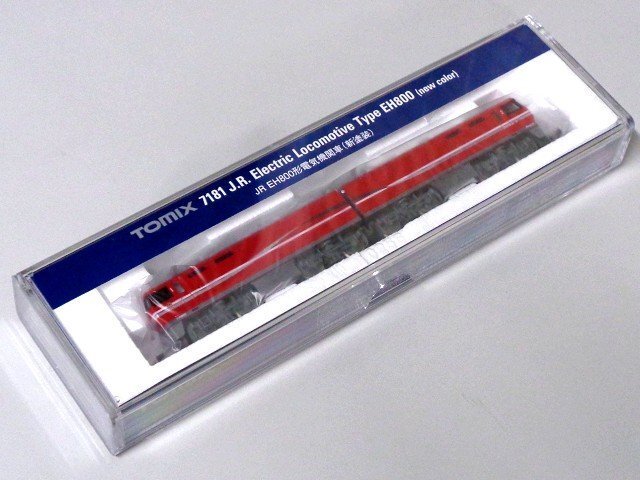 TOMIX 7181 J.R. Electric Locomotive Type EH800 (new color)
JR EH800形電気機関車(新塗装)